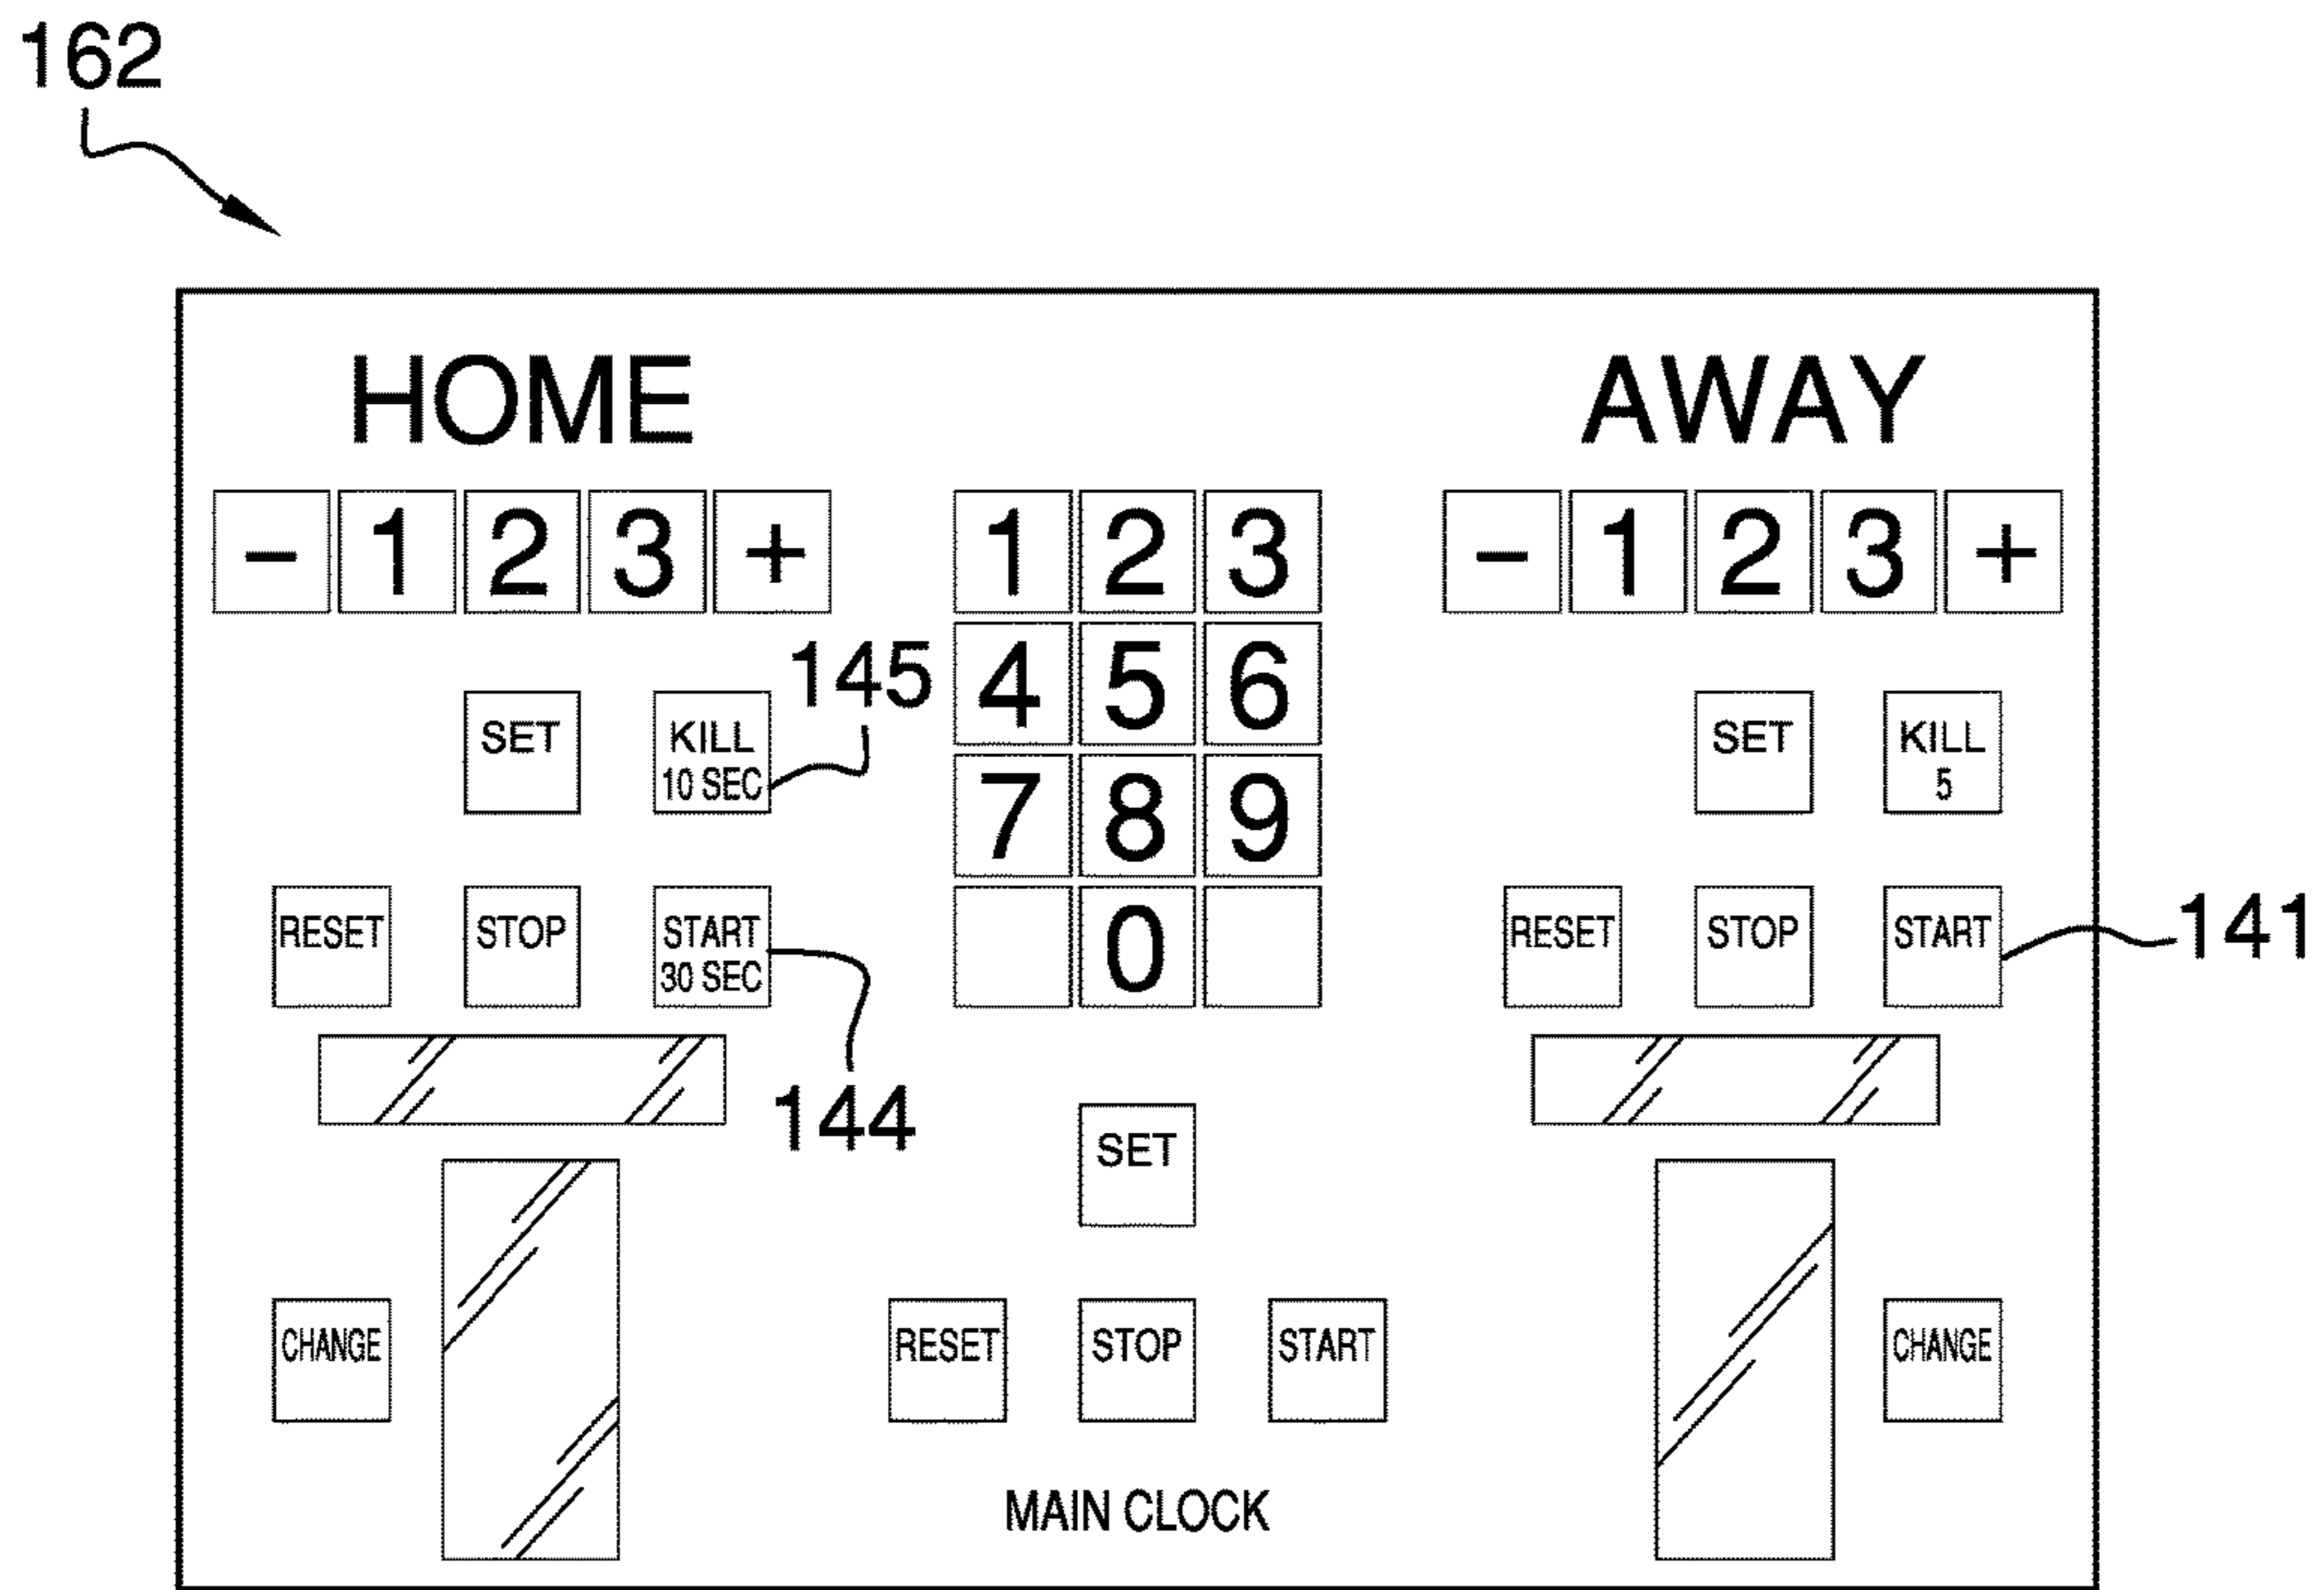 162
HOME AWAY
- 1 2 3 + 1 2 3 - 1 2 3 +
145 4 5 6
SET KILL 10 SEC SET KILL 5
7 8 9
RESET STOP START 30 SEC 0 RESET STOP START 141
144
SET
CHANGE RESET STOP START CHANGE
MAIN CLOCK